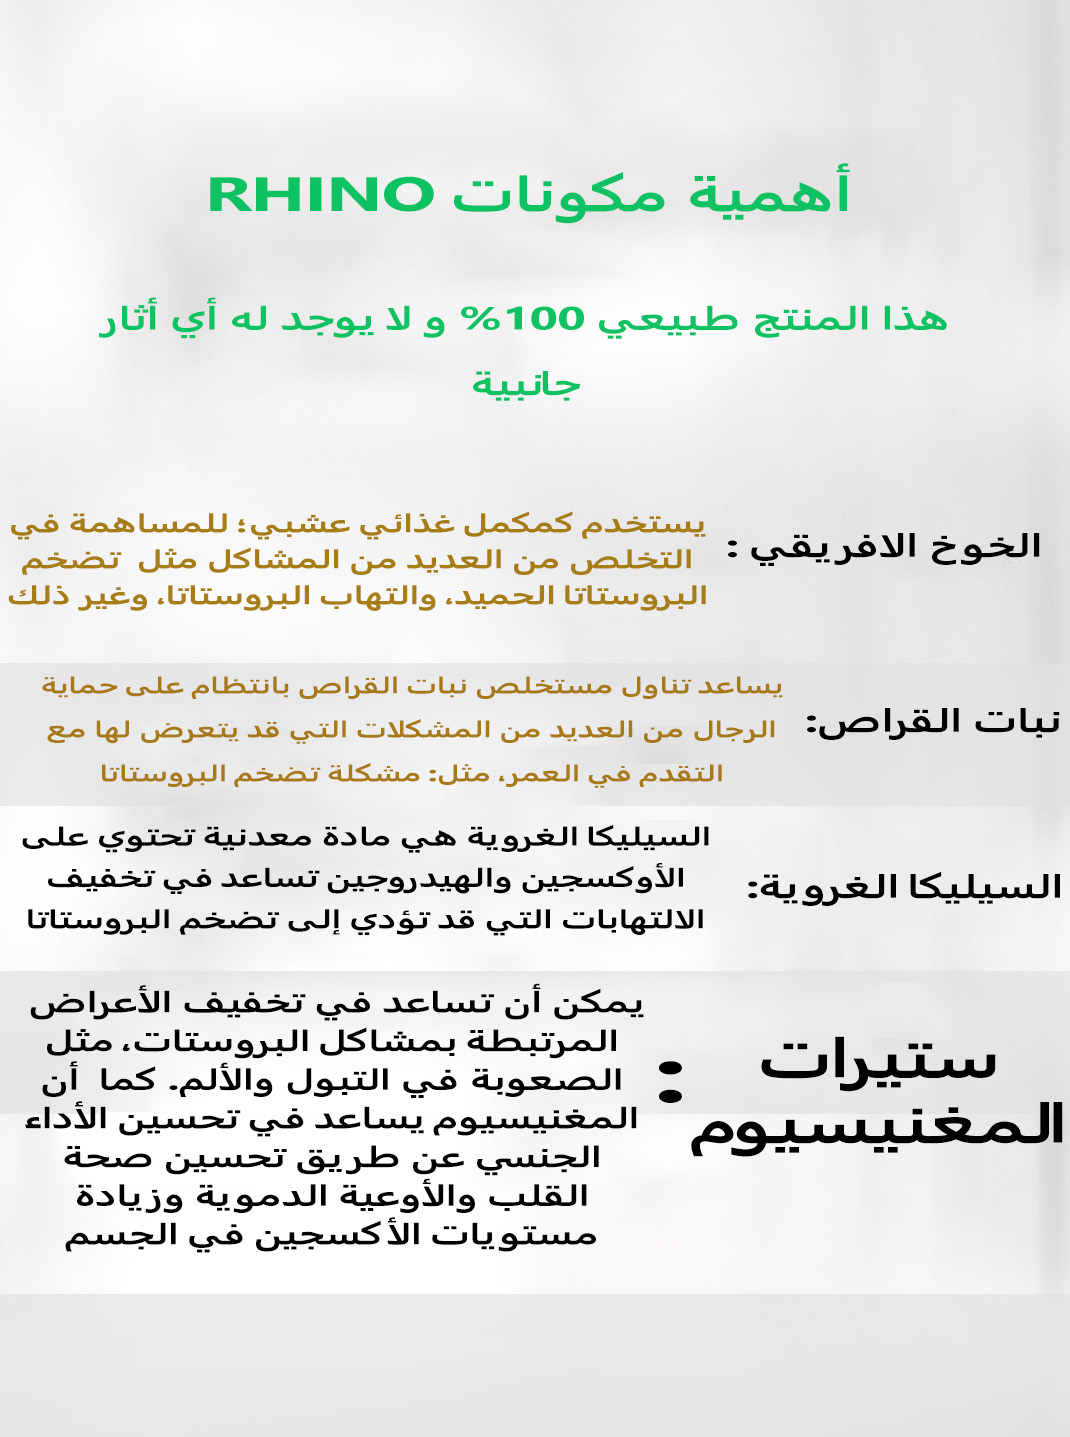 أهمية مكونات RHINO
هذا المنتج طبيعي 100% و لا يوجد له أي أثار
جانبية
الخوخ الافريقي :
يستخدم كمكمل غذائي عشبي؛ للمساهمة في
التخلص من العديد من المشاكل مثل تضخم
البروستاتا الحميد، والتهاب البروستاتا، وغير ذلك
نبات القراص:
يساعد تناول مستخلص نبات القراص بانتظام على حماية
الرجال من العديد من المشكلات التي قد يتعرض لها مع
التقدم في العمر، مثل: مشكلة تضخم البروستاتا
السيليكا الغروية:
السيليكا الغروية هي مادة معدنية تحتوي على
الأوكسجين والهيدروجين تساعد في تخفيف
الالتهابات التي قد تؤدي إلى تضخم البروستاتا
ستيرات
المغنيسيوم :
يمكن أن تساعد في تخفيف الأعراض
المرتبطة بمشاكل البروستات، مثل
الصعوبة في التبول والألم. كما أن
المغنيسيوم يساعد في تحسين الأداء
الجنسي عن طريق تحسين صحة
القلب والأوعية الدموية وزيادة
مستويات الأكسجين في الجسم